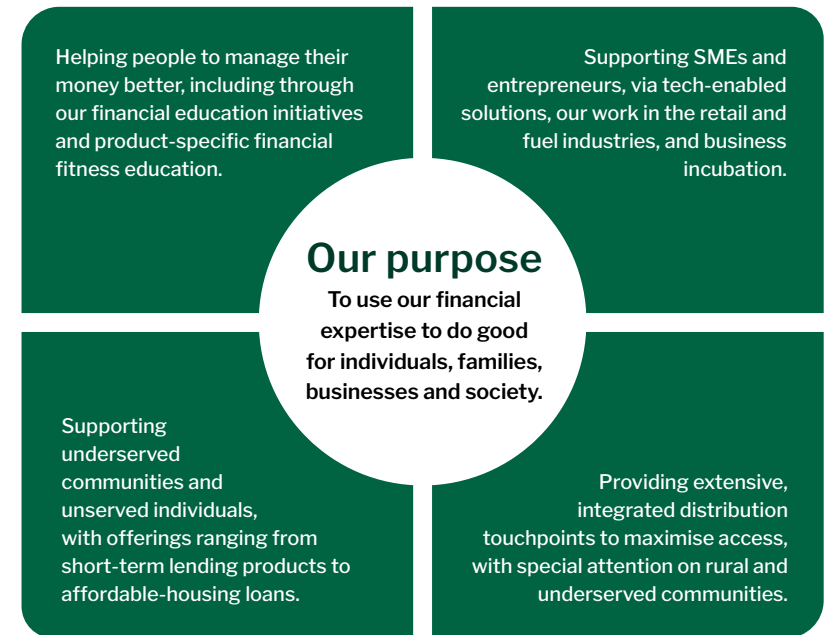 Helping people to manage their
money better, including through
our financial education initiatives
and product-specific financial
fitness education.
Supporting SMEs and
entrepreneurs, via tech-enabled
solutions, our work in the retail and
fuel industries, and business
incubation.
Our purpose
To use our financial
expertise to do good
for individuals, families,
businesses and society.
Supporting
underserved
communities and
unserved individuals,
with offerings ranging from
short-term lending products to
affordable-housing loans.
Providing extensive,
integrated distribution
touchpoints to maximise access,
with special attention on rural and
underserved communities.